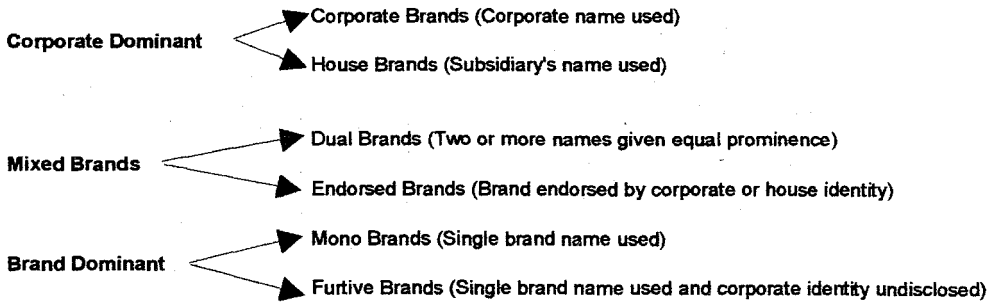 Corporate Dominant
Corporate Brands (Corporate name used)
House Brands (Subsidiary's name used)
Mixed Brands
Dual Brands (Two or more names given equal prominence)
Endorsed Brands (Brand endorsed by corporate or house identity)
Brand Dominant
Mono Brands (Single brand name used)
Furtive Brands (Single brand name used and corporate identity undisclosed)